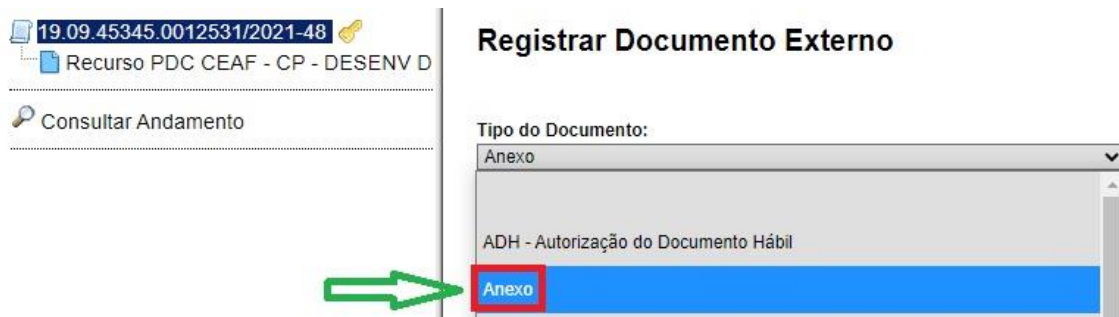 19.09.45345.0012531/2021-48
Recurso PDC CEAF - CP - DESENV D
Consultar Andamento
Registrar Documento Externo
Tipo do Documento:
Anexo
ADH - Autorização do Documento Hábil
Anexo